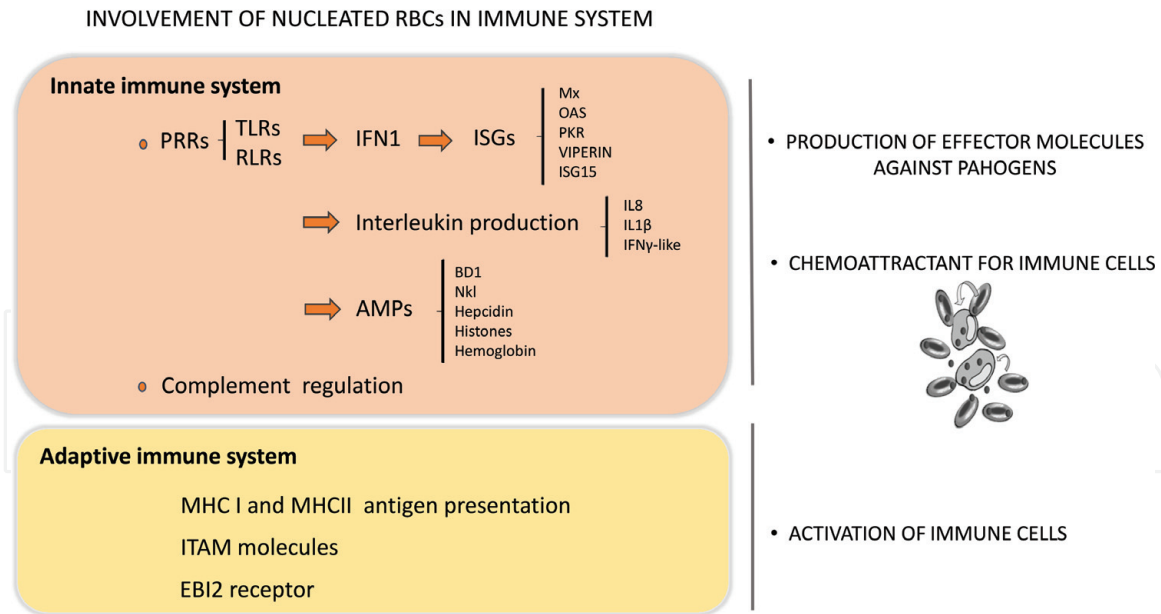 INVOLVEMENT OF NUCLEATED RBCs IN IMMUNE SYSTEM
Innate immune system
PRRs
TLRs
RLRs
IFN1
ISGs
Mx
OAS
PKR
VIPERIN
ISG15
Interleukin production
IL8
IL1β
IFNγ-like
AMPs
BD1
Nkl
Hepcidin
Histones
Hemoglobin
Complement regulation
• PRODUCTION OF EFFECTOR MOLECULES
AGAINST PAHOGENS
• CHEMOATTRACTANT FOR IMMUNE CELLS
Adaptive immune system
MHC I and MHCII antigen presentation
ITAM molecules
EBI2 receptor
• ACTIVATION OF IMMUNE CELLS